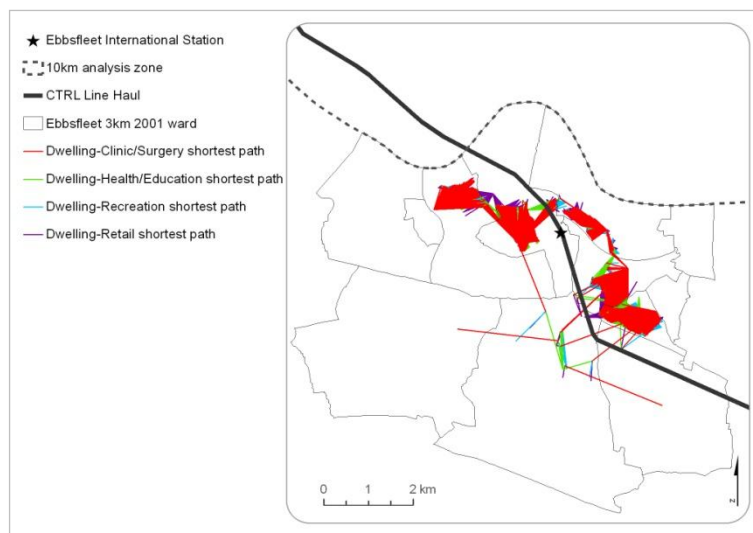 Ebbsfleet International Station
10km analysis zone
CTRL Line Haul
Ebbsfleet 3km 2001 ward
Dwelling-Clinic/Surgery shortest path
Dwelling-Health/Education shortest path
Dwelling-Recreation shortest path
Dwelling-Retail shortest path
0 1 2 km
N